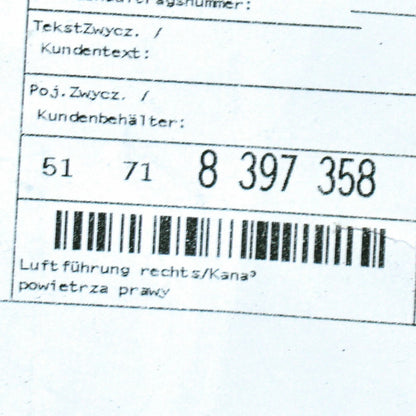 TekstZwycz. /
Kundentext:
Poj.Zwycz. /
Kundenbehälter:
51 71 8 397 358
Luftführung rechts/Kana³
powietrza prawy